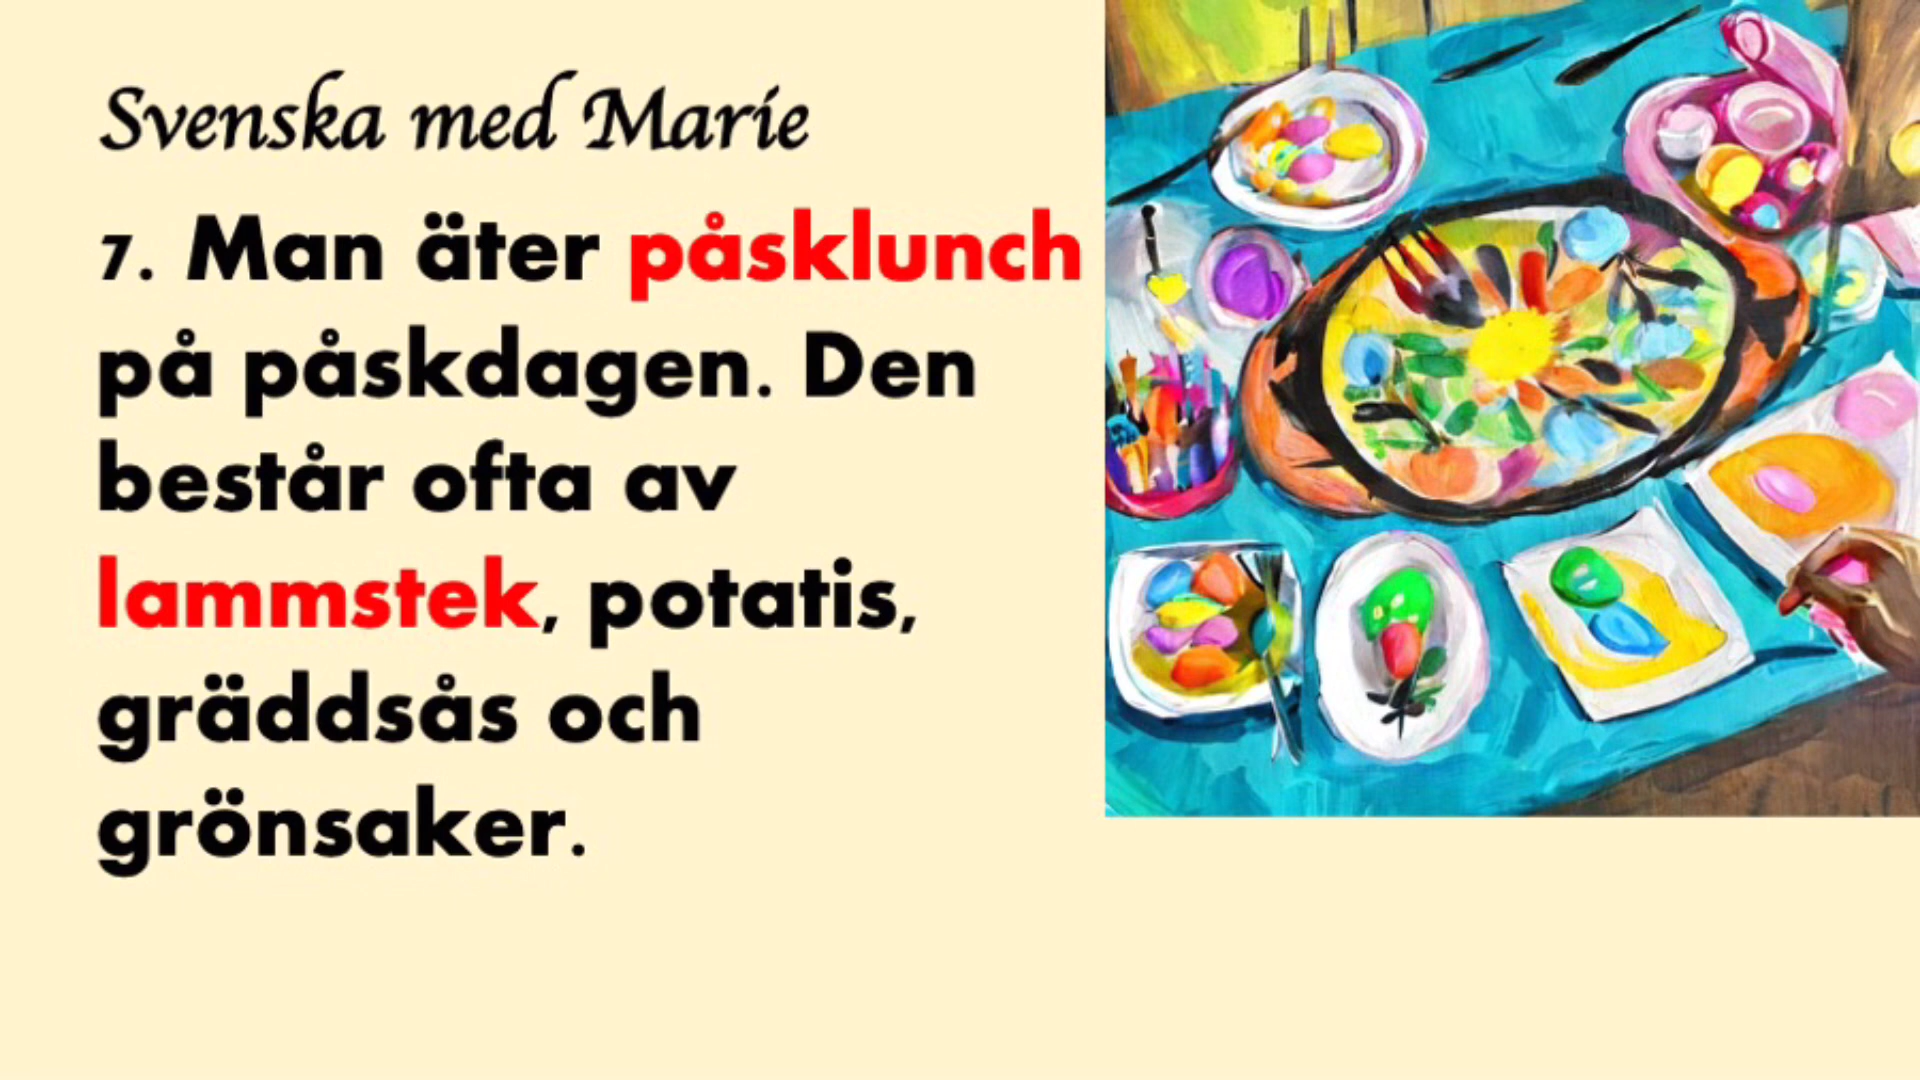 Svenska med Marie
7. Man äter påsklunch
på påskdagen. Den
består ofta av
lammstek, potatis,
gräddsås och
grönsaker.